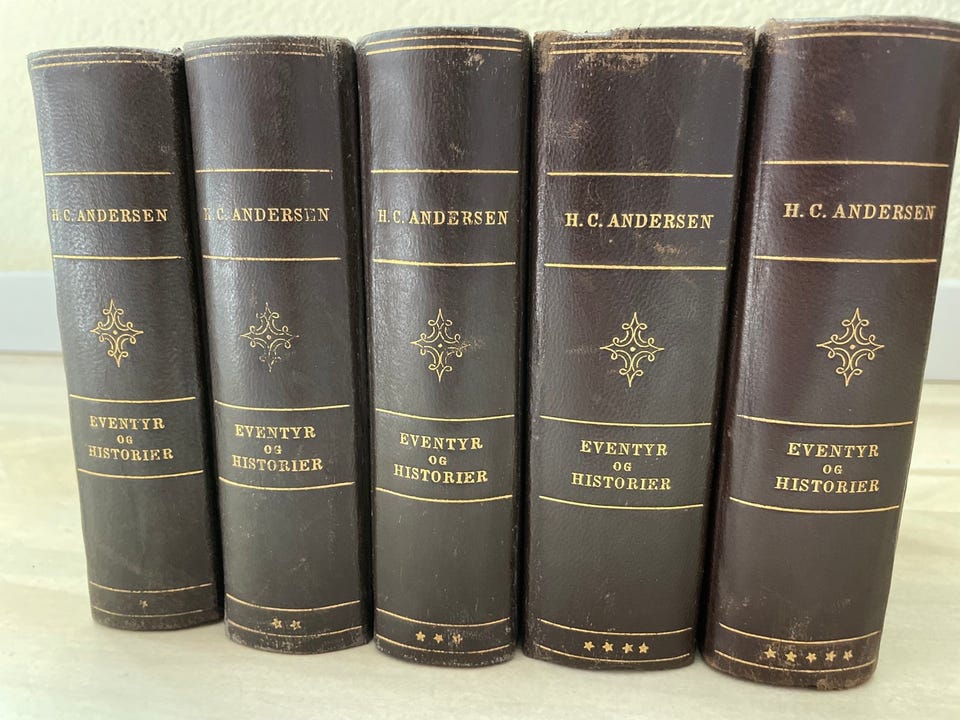 H. C. ANDERSEN
EVENTYR
OG
HISTORIER
H. C. ANDERSEN
EVENTYR
OG
HISTORIER
H. C. ANDERSEN
EVENTYR
OG
HISTORIER
H. C. ANDERSEN
EVENTYR
OG
HISTORIER
H. C. ANDERSEN
EVENTYR
OG
HISTORIER